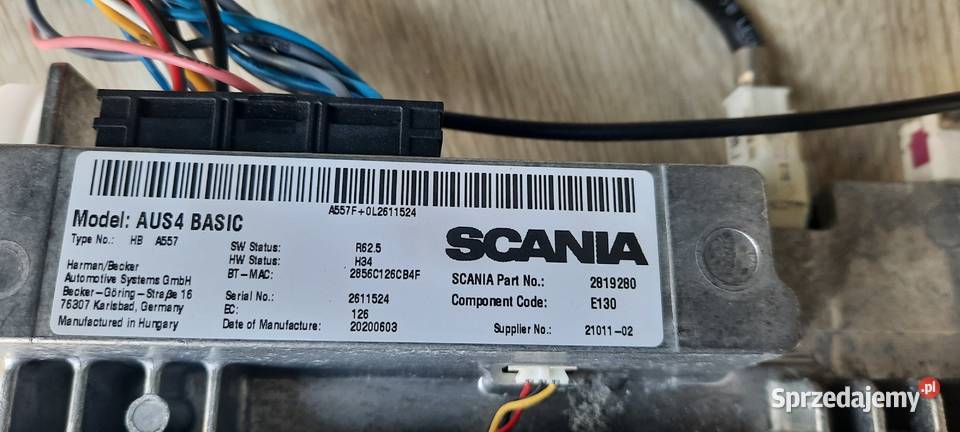 A557F+0L2611524
Model: AUS4 BASIC
Type No.: HB A557
Harman/Becker
Automotive Systems GmbH
Becker-Göring-Straße 16
76307 Karlsbad, Germany
Manufactured in Hungary
SW Status: R62.5
HW Status: H34
BT-MAC: 2856C126CB4F
Serial No.: 2611524
EC: 126
Date of Manufacture: 20200603
SCANIA
SCANIA Part No.: 2819280
Component Code: E130
Supplier No.: 21011-02
Sprzedajemy.pl